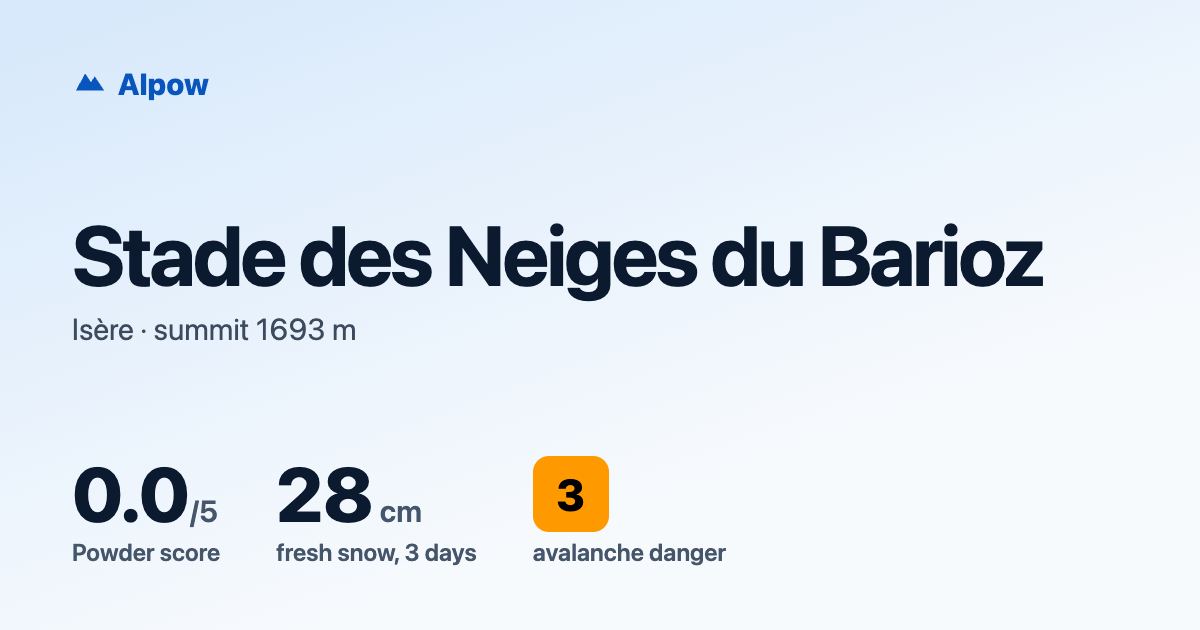 Alpow
Stade des Neiges du Barioz
Isère · summit 1693 m
0.0/5
Powder score
28 cm
fresh snow, 3 days
3
avalanche danger